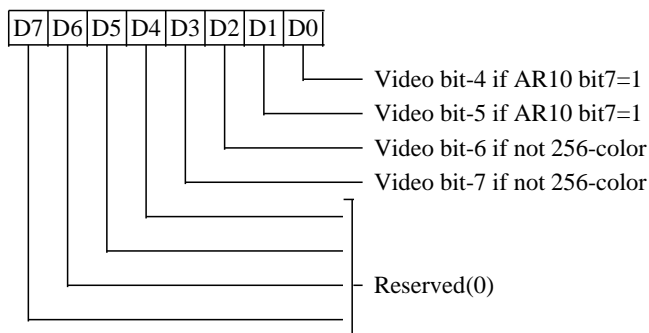 D7 D6 D5 D4 D3 D2 D1 D0
Video bit-4 if AR10 bit7=1
Video bit-5 if AR10 bit7=1
Video bit-6 if not 256-color
Video bit-7 if not 256-color
Reserved(0)